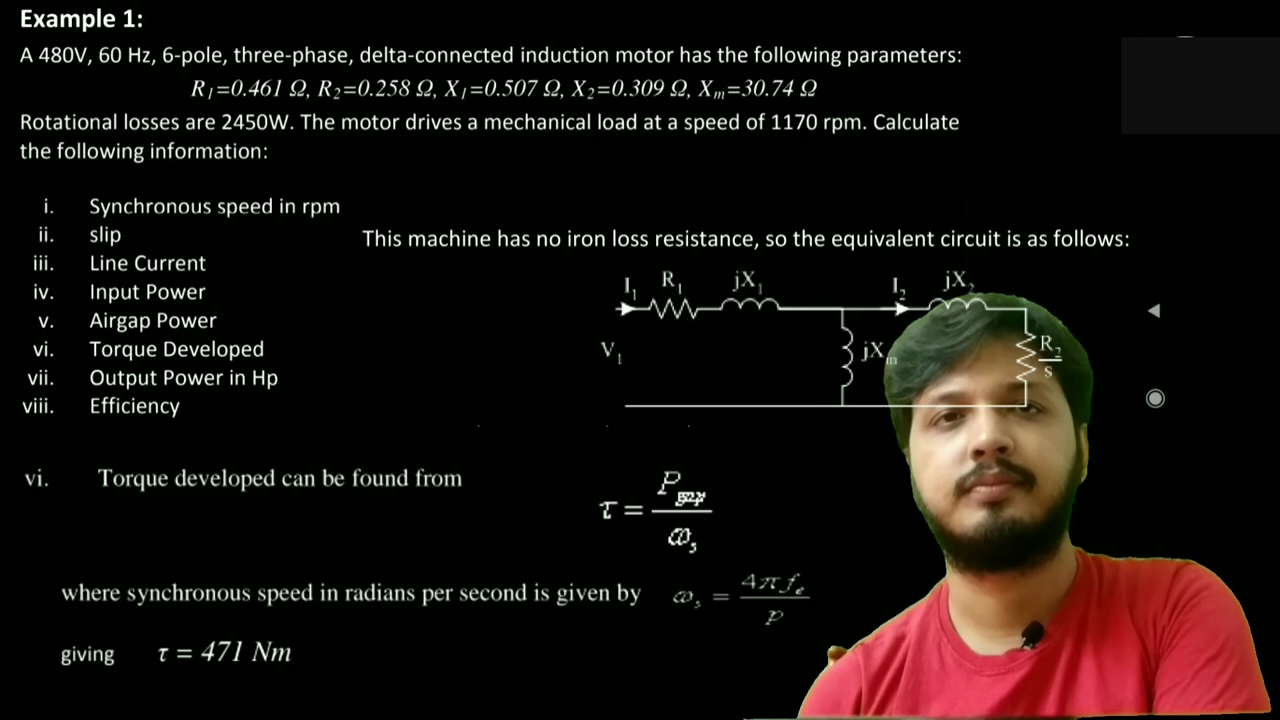 Example 1:
A 480V, 60 Hz, 6-pole, three-phase, delta-connected induction motor has the following parameters:
R₁=0.461 Ω, R₂=0.258 Ω, X₁=0.507 Ω, X₂=0.309 Ω, Xₘ=30.74 Ω
Rotational losses are 2450W. The motor drives a mechanical load at a speed of 1170 rpm. Calculate
the following information:
i. Synchronous speed in rpm
ii. slip
This machine has no iron loss resistance, so the equivalent circuit is as follows:
iii. Line Current
iv. Input Power
v. Airgap Power
vi. Torque Developed
vii. Output Power in Hp
viii. Efficiency
I₁ R₁ jX₁ I₂ jX₂
V₁ jXₘ R₂/s
vi. Torque developed can be found from
τ = P_gap/ωₛ
where synchronous speed in radians per second is given by ωₛ = 4πfₑ/p
giving τ = 471 Nm